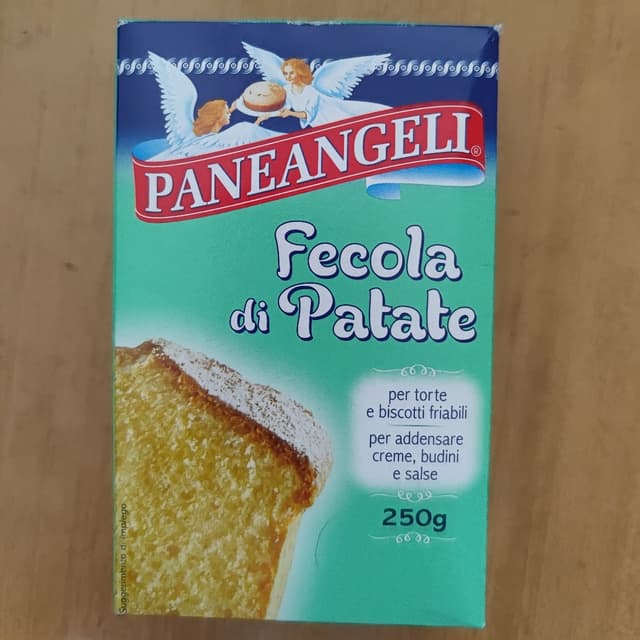 PANEANGELI®
Fecola
di Patate
per torte
e biscotti friabili
per addensare
creme, budini
e salse
250g
Suggerimento d'impiego